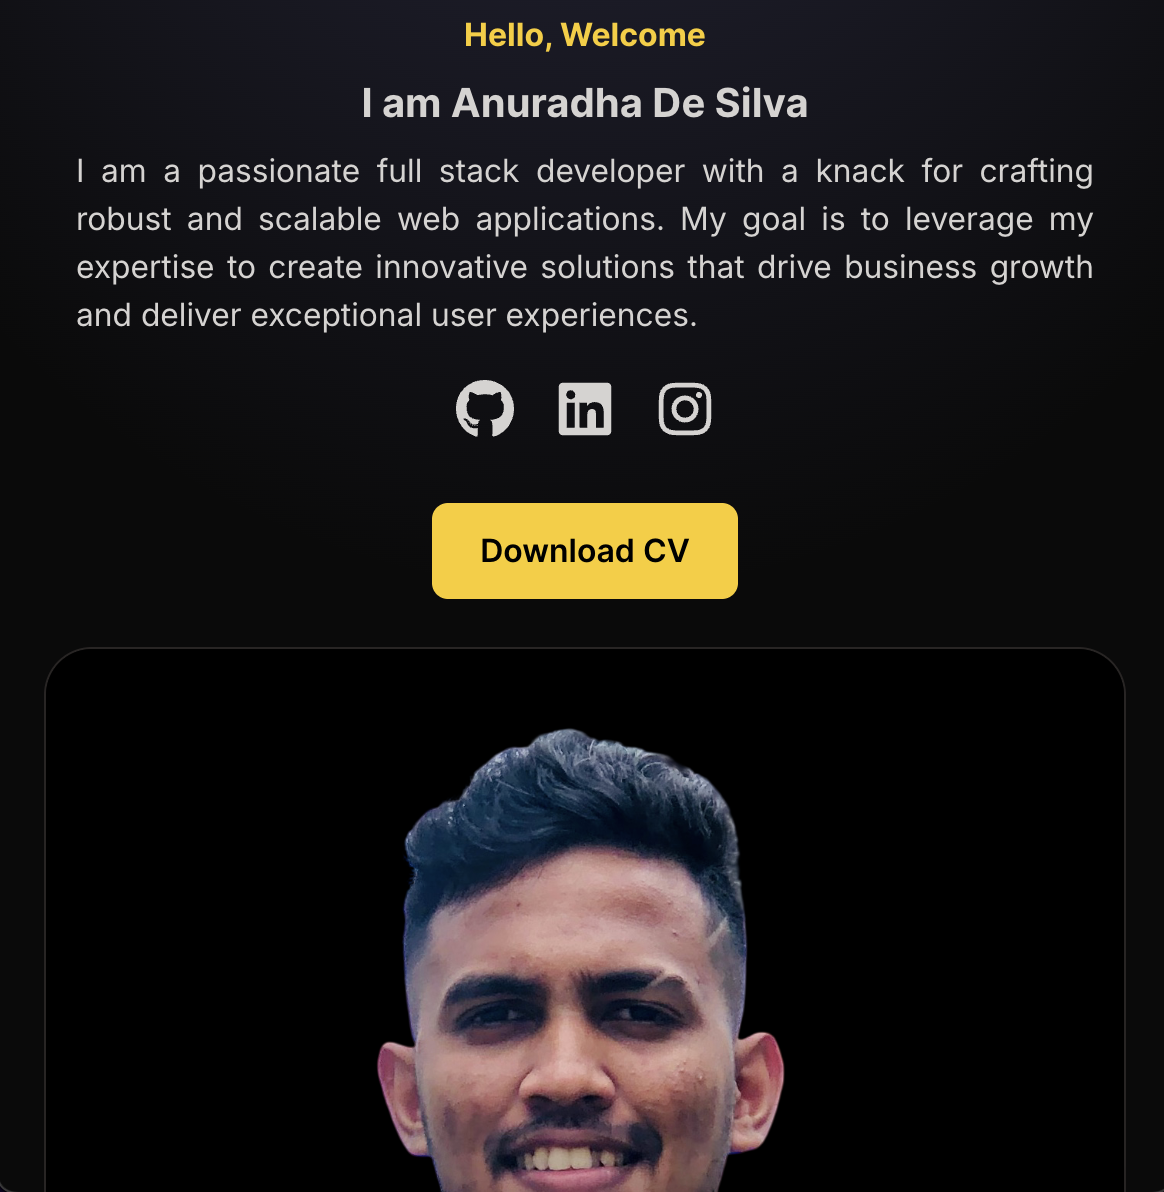 Hello, Welcome
I am Anuradha De Silva
I am a passionate full stack developer with a knack for crafting
robust and scalable web applications. My goal is to leverage my
expertise to create innovative solutions that drive business growth
and deliver exceptional user experiences.
in
Download CV